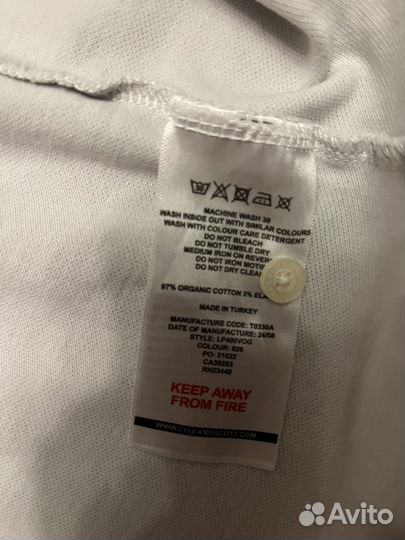 30
MACHINE WASH 30
WASH INSIDE OUT WITH SIMILAR COLOURS
WASH WITH COLOUR CARE DETERGENT
DO NOT BLEACH
DO NOT TUMBLE DRY
MEDIUM IRON ON REVERS
DO NOT IRON MOTIF
DO NOT DRY CLEAN
97% ORGANIC COTTON 3% ELA
MADE IN TURKEY
MANUFACTURE CODE: T0330A
DATE OF MANUFACTURE: 24/08
STYLE: LP400VOG
COLOUR: 626
PO: 31622
CA30293
RN23440
KEEP AWAY
FROM FIRE
WWW.LYLEANDSCOTT.COM
Avito